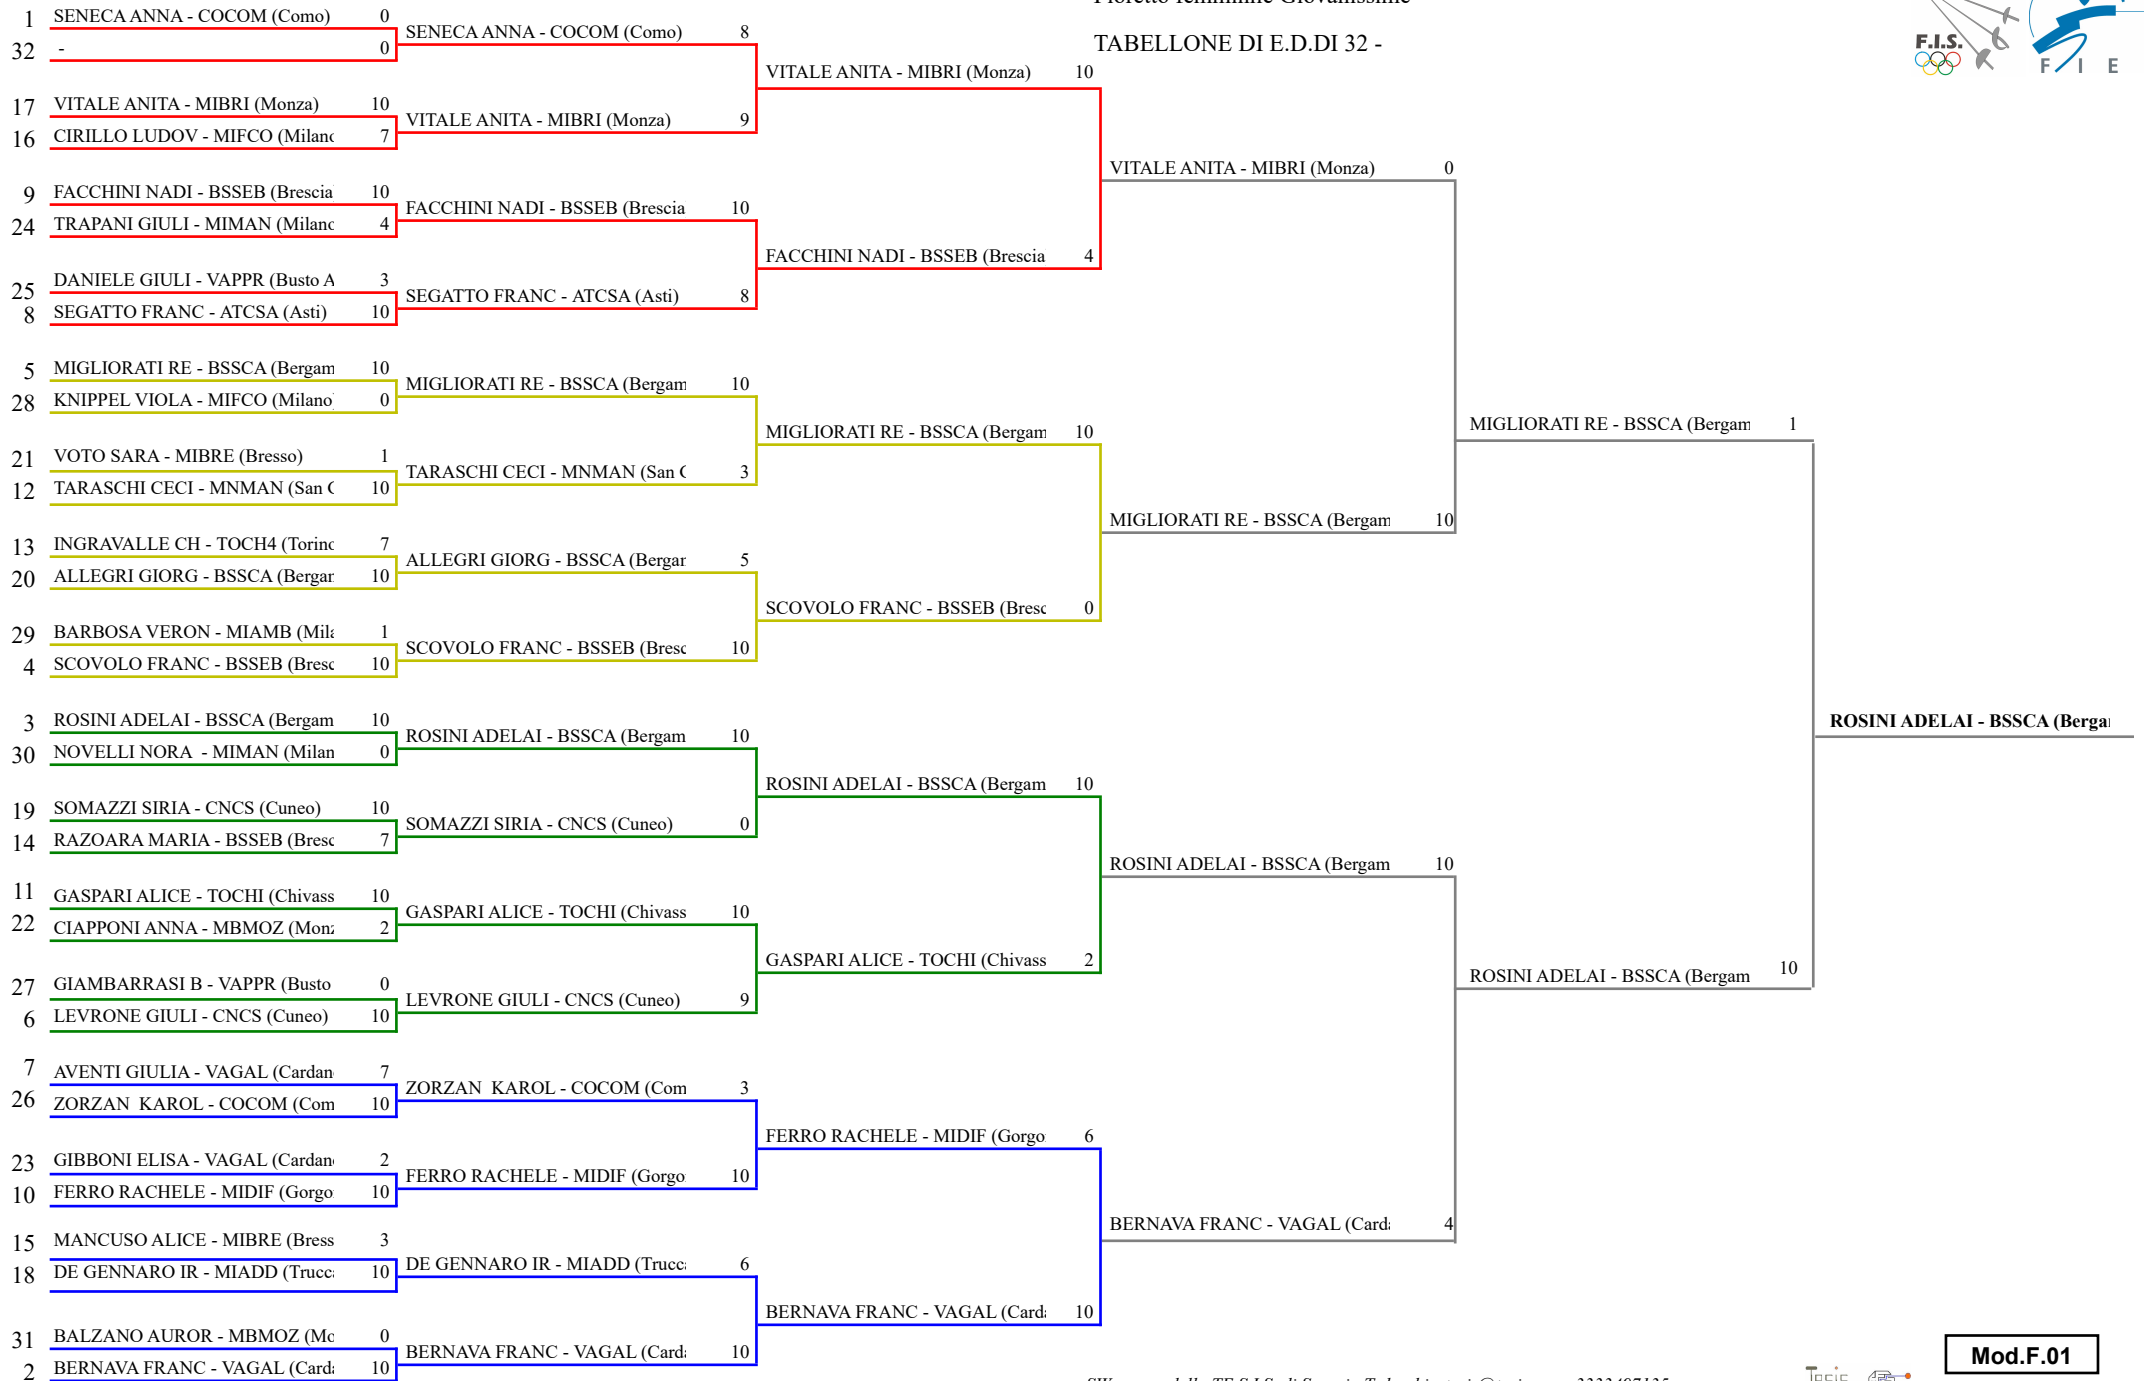 TABELLONE DI E.D.DI 32 -
F.I.S.
F I E
1 SENECA ANNA - COCOM (Como) 0
32 - 0
17 VITALE ANITA - MIBRI (Monza) 10
16 CIRILLO LUDOV - MIFCO (Milano 7
9 FACCHINI NADI - BSSEB (Brescia 10
24 TRAPANI GIULI - MIMAN (Milano 4
25 DANIELE GIULI - VAPPR (Busto A 3
8 SEGATTO FRANC - ATCSA (Asti) 10
5 MIGLIORATI RE - BSSCA (Bergam 10
28 KNIPPEL VIOLA - MIFCO (Milano) 0
21 VOTO SARA - MIBRE (Bresso) 1
12 TARASCHI CECI - MNMAN (San 10
13 INGRAVALLE CH - TOCH4 (Torino 7
20 ALLEGRI GIORG - BSSCA (Bergam 10
29 BARBOSA VERON - MIAMB (Mila 1
4 SCOVOLO FRANC - BSSEB (Bresc 10
3 ROSINI ADELAI - BSSCA (Bergam 10
30 NOVELLI NORA - MIMAN (Milan 0
19 SOMAZZI SIRIA - CNCS (Cuneo) 10
14 RAZOARA MARIA - BSSEB (Bresc 7
11 GASPARI ALICE - TOCHI (Chivass 10
22 CIAPPONI ANNA - MBMOZ (Monz 2
27 GIAMBARRASI B - VAPPR (Busto 0
6 LEVRONE GIULI - CNCS (Cuneo) 10
7 AVENTI GIULIA - VAGAL (Cardan 7
26 ZORZAN KAROL - COCOM (Com 10
23 GIBBONI ELISA - VAGAL (Cardan 2
10 FERRO RACHELE - MIDIF (Gorgo 10
15 MANCUSO ALICE - MIBRE (Bress 3
18 DE GENNARO IR - MIADD (Trucc 10
31 BALZANO AUROR - MBMOZ (Mo 0
2 BERNAVA FRANC - VAGAL (Card 10
SENECA ANNA - COCOM (Como) 8
VITALE ANITA - MIBRI (Monza) 9
FACCHINI NADI - BSSEB (Brescia 10
SEGATTO FRANC - ATCSA (Asti) 8
MIGLIORATI RE - BSSCA (Bergam 10
TARASCHI CECI - MNMAN (San 3
ALLEGRI GIORG - BSSCA (Bergam 5
SCOVOLO FRANC - BSSEB (Bresc 10
ROSINI ADELAI - BSSCA (Bergam 10
SOMAZZI SIRIA - CNCS (Cuneo) 0
GASPARI ALICE - TOCHI (Chivass 10
LEVRONE GIULI - CNCS (Cuneo) 9
ZORZAN KAROL - COCOM (Com 3
FERRO RACHELE - MIDIF (Gorgo 10
DE GENNARO IR - MIADD (Trucc 6
BERNAVA FRANC - VAGAL (Card 10
VITALE ANITA - MIBRI (Monza) 10
FACCHINI NADI - BSSEB (Brescia 4
MIGLIORATI RE - BSSCA (Bergam 10
SCOVOLO FRANC - BSSEB (Bresc 0
ROSINI ADELAI - BSSCA (Bergam 10
GASPARI ALICE - TOCHI (Chivass 2
FERRO RACHELE - MIDIF (Gorgo 6
BERNAVA FRANC - VAGAL (Card 10
VITALE ANITA - MIBRI (Monza) 0
MIGLIORATI RE - BSSCA (Bergam 10
ROSINI ADELAI - BSSCA (Bergam 10
BERNAVA FRANC - VAGAL (Card 4
MIGLIORATI RE - BSSCA (Bergam 1
ROSINI ADELAI - BSSCA (Bergam 10
ROSINI ADELAI - BSSCA (Berga
Mod.F.01